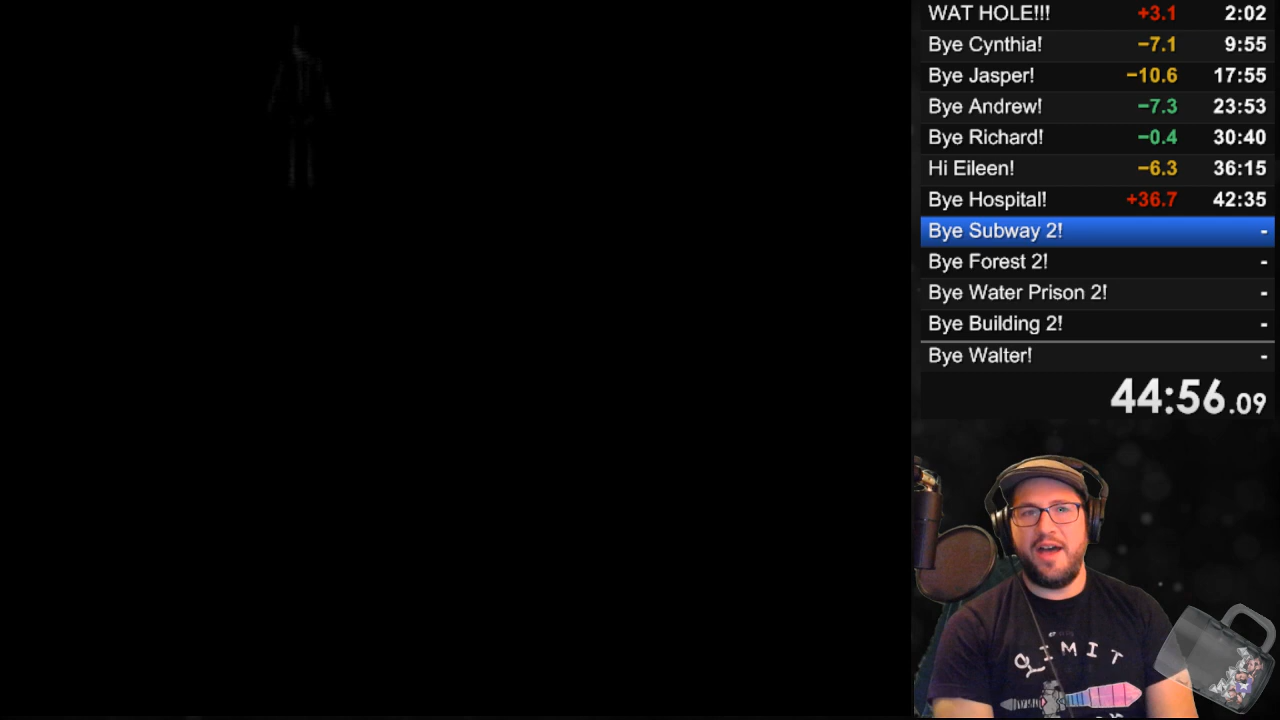 WAT HOLE!!! +3.1 2:02
Bye Cynthia! −7.1 9:55
Bye Jasper! −10.6 17:55
Bye Andrew! −7.3 23:53
Bye Richard! −0.4 30:40
Hi Eileen! −6.3 36:15
Bye Hospital! +36.7 42:35
Bye Subway 2! -
Bye Forest 2! -
Bye Water Prison 2! -
Bye Building 2! -
Bye Walter! -
44:56.09